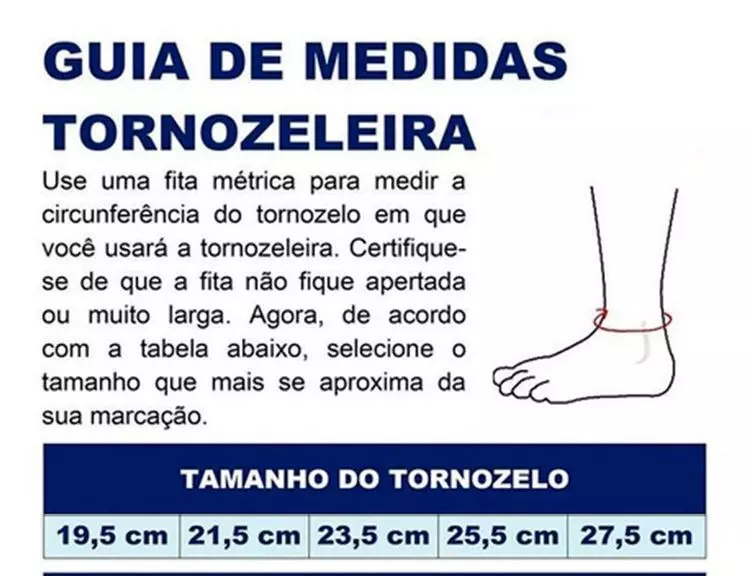 GUIA DE MEDIDAS
TORNOZELEIRA
Use uma fita métrica para medir a
circunferência do tornozelo em que
você usará a tornozeleira. Certifique-
se de que a fita não fique apertada
ou muito larga. Agora, de acordo
com a tabela abaixo, selecione o
tamanho que mais se aproxima da
sua marcação.
TAMANHO DO TORNOZELO
19,5 cm 21,5 cm 23,5 cm 25,5 cm 27,5 cm